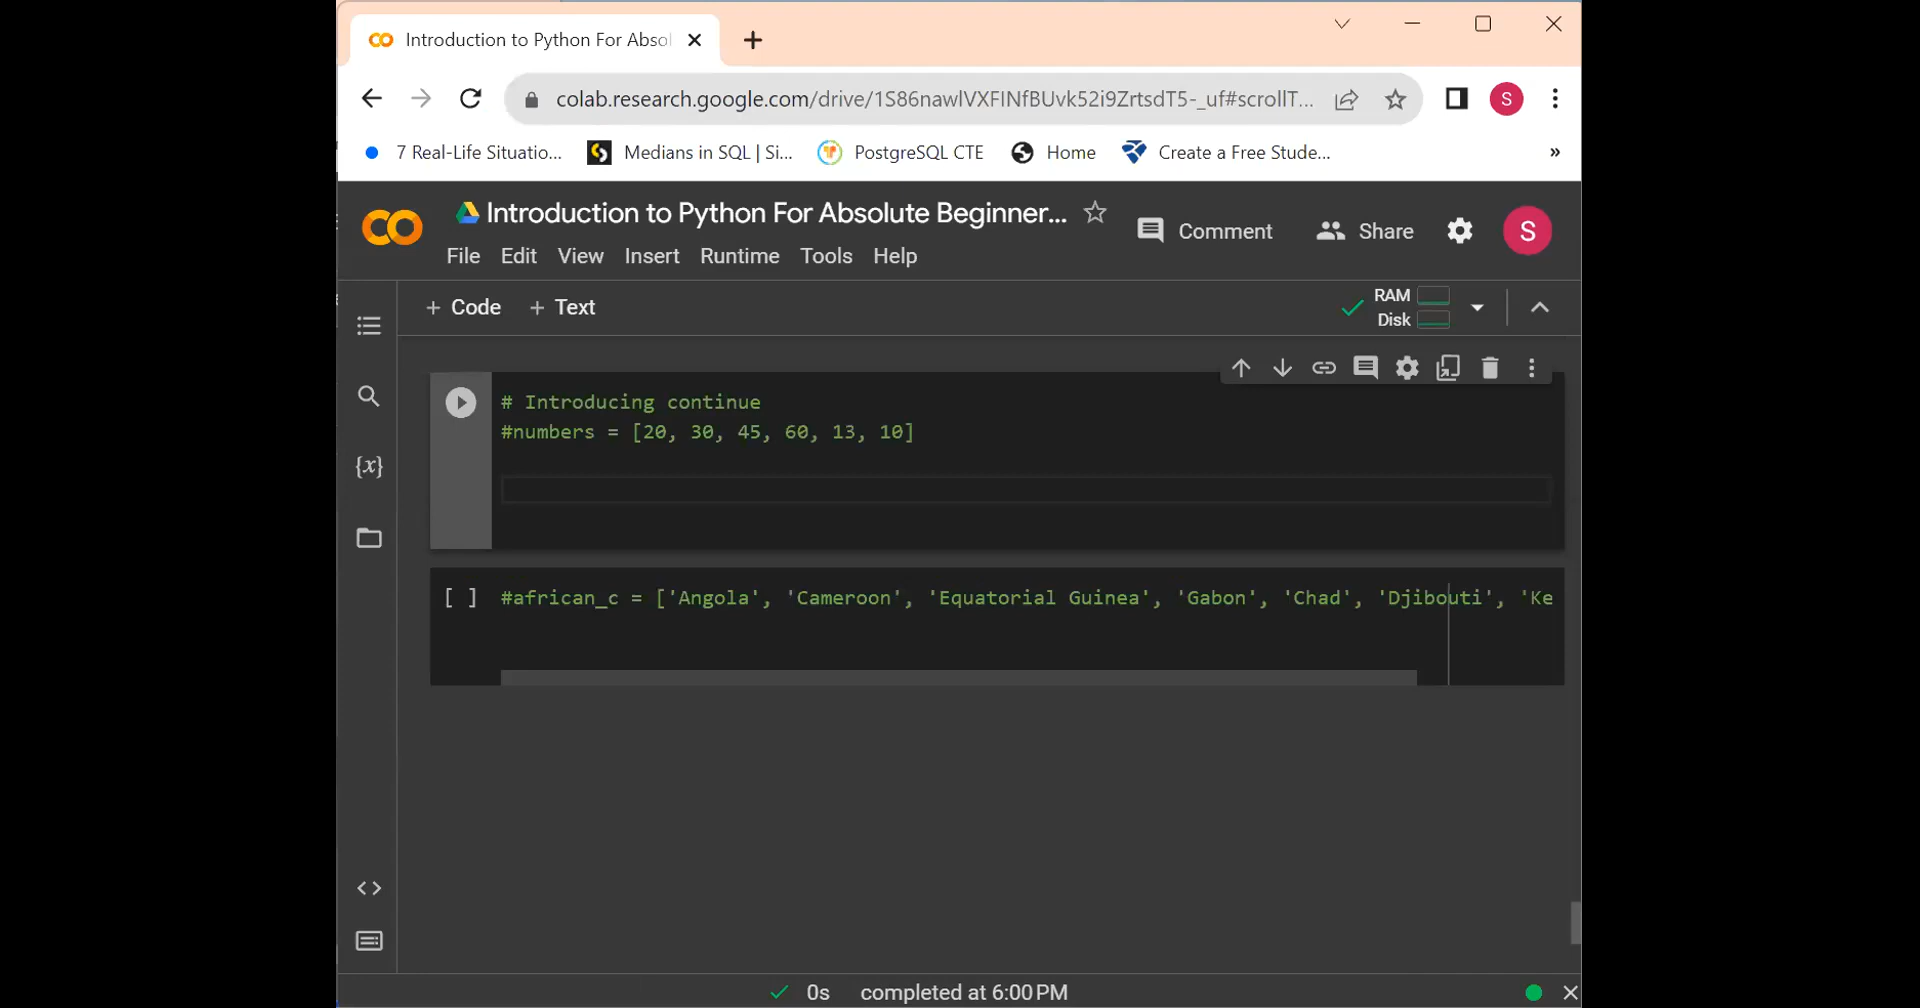 Introduction to Python For Abso
colab.research.google.com/drive/1S86nawlVXFINfBUvk52i9ZrtsdT5-_uf#scrollT...
S
7 Real-Life Situatio...
Medians in SQL | Si...
PostgreSQL CTE
Home
Create a Free Stude...
»
Introduction to Python For Absolute Beginner...
Comment
Share
S
File Edit View Insert Runtime Tools Help
+ Code + Text
RAM
Disk
# Introducing continue
#numbers = [20, 30, 45, 60, 13, 10]
{x}
[ ] #african_c = ['Angola', 'Cameroon', 'Equatorial Guinea', 'Gabon', 'Chad', 'Djibouti', 'Ke
0s completed at 6:00 PM